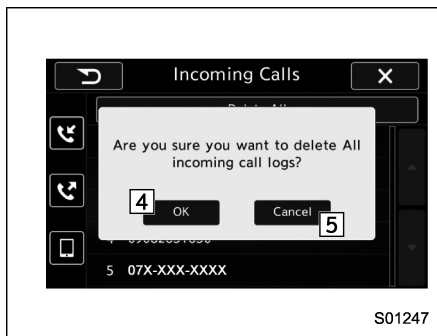 Incoming Calls
Delete All
Are you sure you want to delete All
incoming call logs?
4 OK
Cancel 5
5 07X-XXX-XXXX
S01247